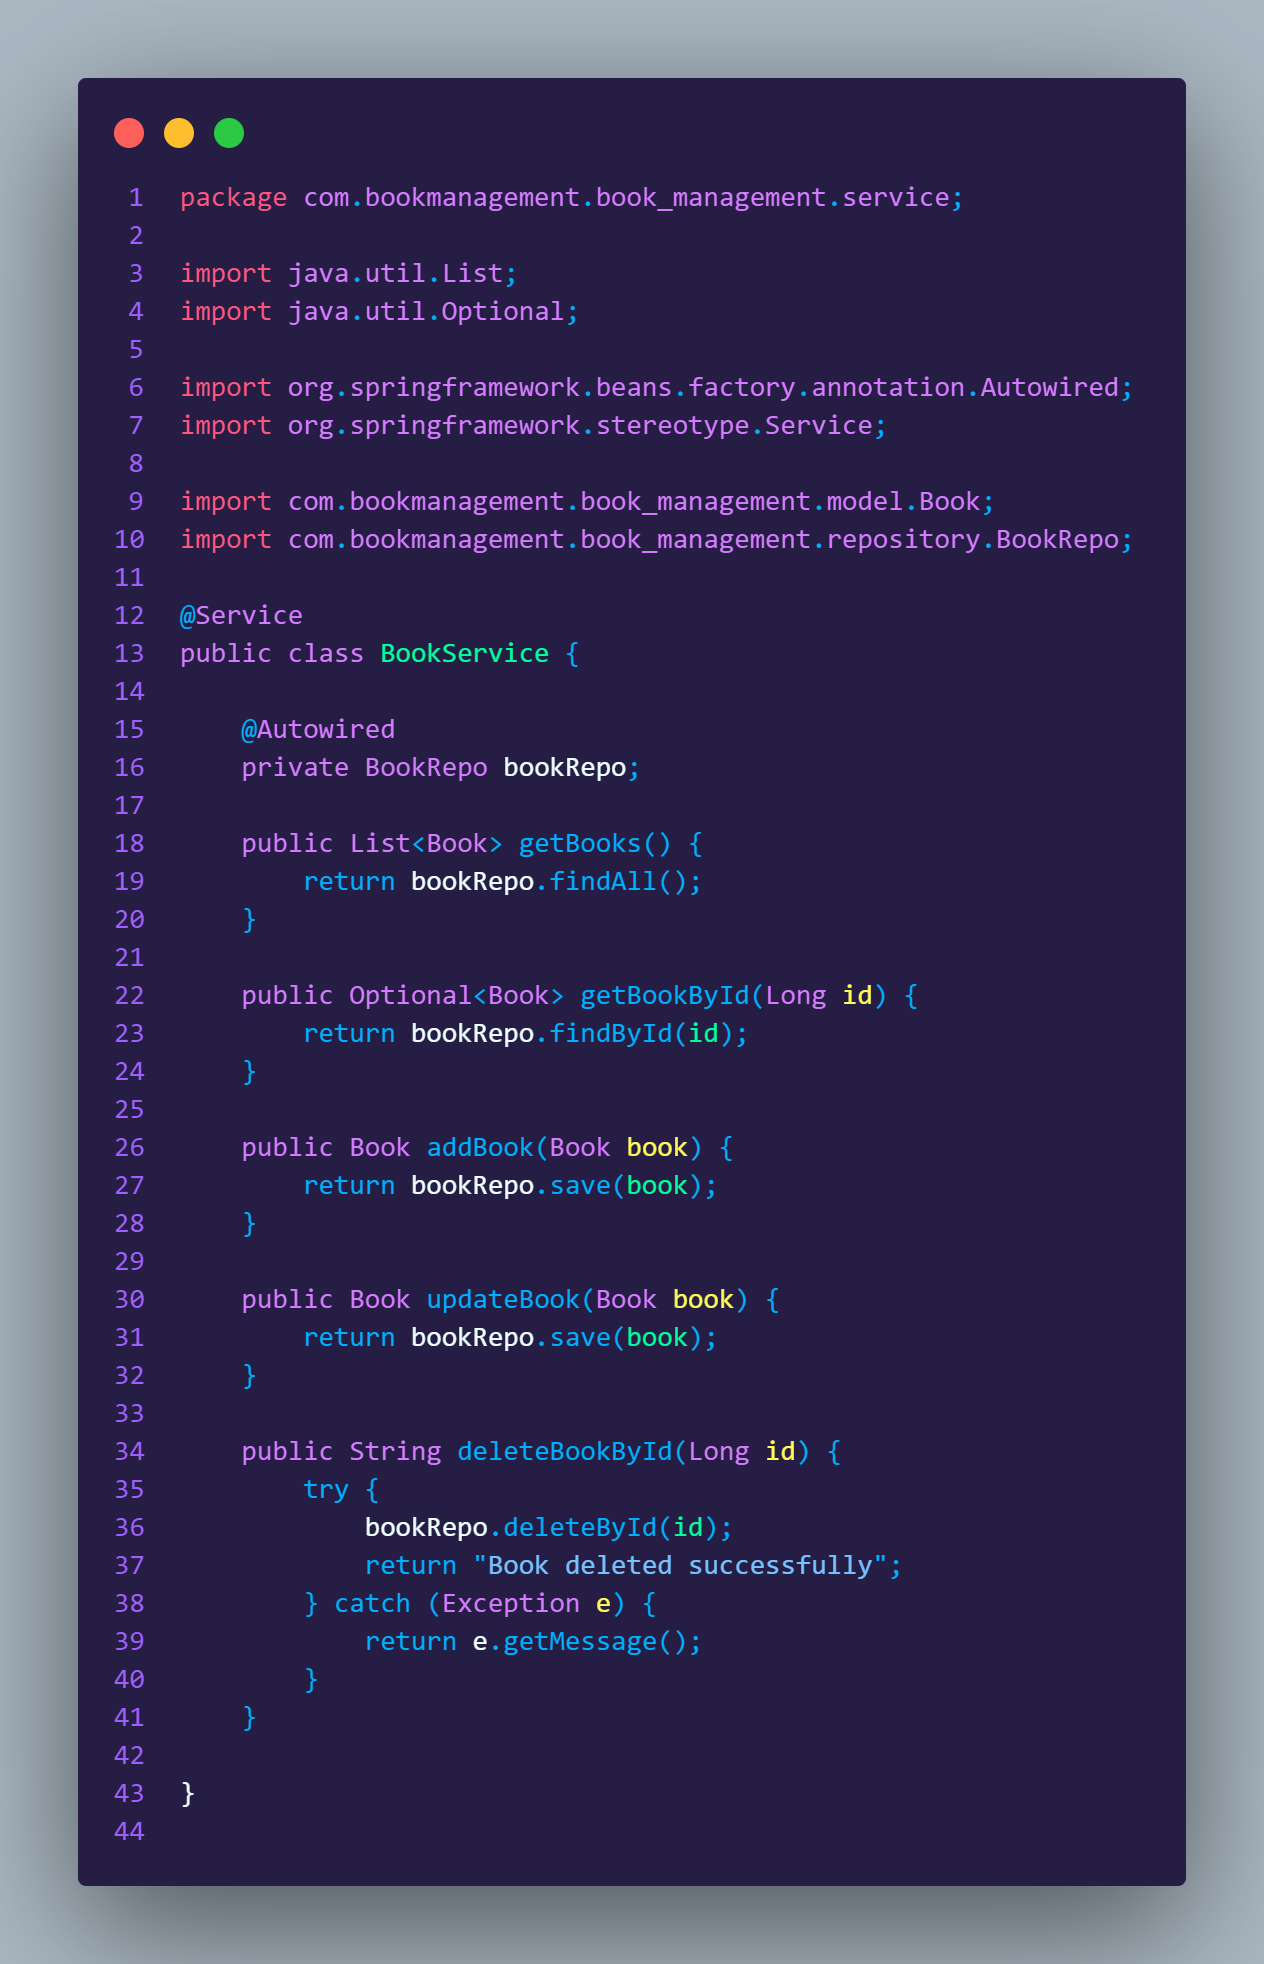 1 package com.bookmanagement.book_management.service;
2
3 import java.util.List;
4 import java.util.Optional;
5
6 import org.springframework.beans.factory.annotation.Autowired;
7 import org.springframework.stereotype.Service;
8
9 import com.bookmanagement.book_management.model.Book;
10 import com.bookmanagement.book_management.repository.BookRepo;
11
12 @Service
13 public class BookService {
14
15     @Autowired
16     private BookRepo bookRepo;
17
18     public List<Book> getBooks() {
19         return bookRepo.findAll();
20     }
21
22     public Optional<Book> getBookById(Long id) {
23         return bookRepo.findById(id);
24     }
25
26     public Book addBook(Book book) {
27         return bookRepo.save(book);
28     }
29
30     public Book updateBook(Book book) {
31         return bookRepo.save(book);
32     }
33
34     public String deleteBookById(Long id) {
35         try {
36             bookRepo.deleteById(id);
37             return "Book deleted successfully";
38         } catch (Exception e) {
39             return e.getMessage();
40         }
41     }
42
43 }
44